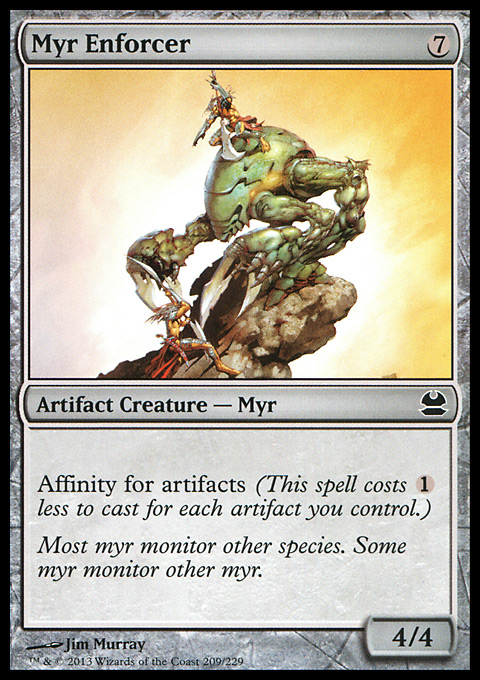 Myr Enforcer 7
Artifact Creature — Myr
Affinity for artifacts (This spell costs 1
less to cast for each artifact you control.)
Most myr monitor other species. Some
myr monitor other myr.
Jim Murray
4/4
™ & © 2013 Wizards of the Coast 209/229